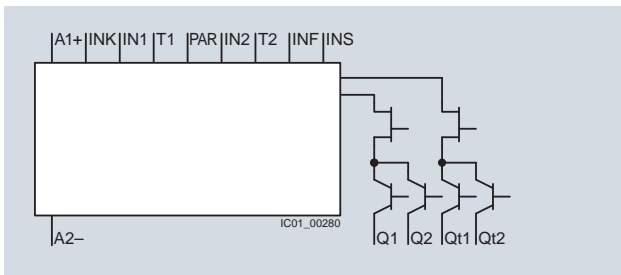 A1+ INK IN1 T1 PAR IN2 T2 INF INS
IC01_00280
A2– Q1 Q2 Qt1 Qt2